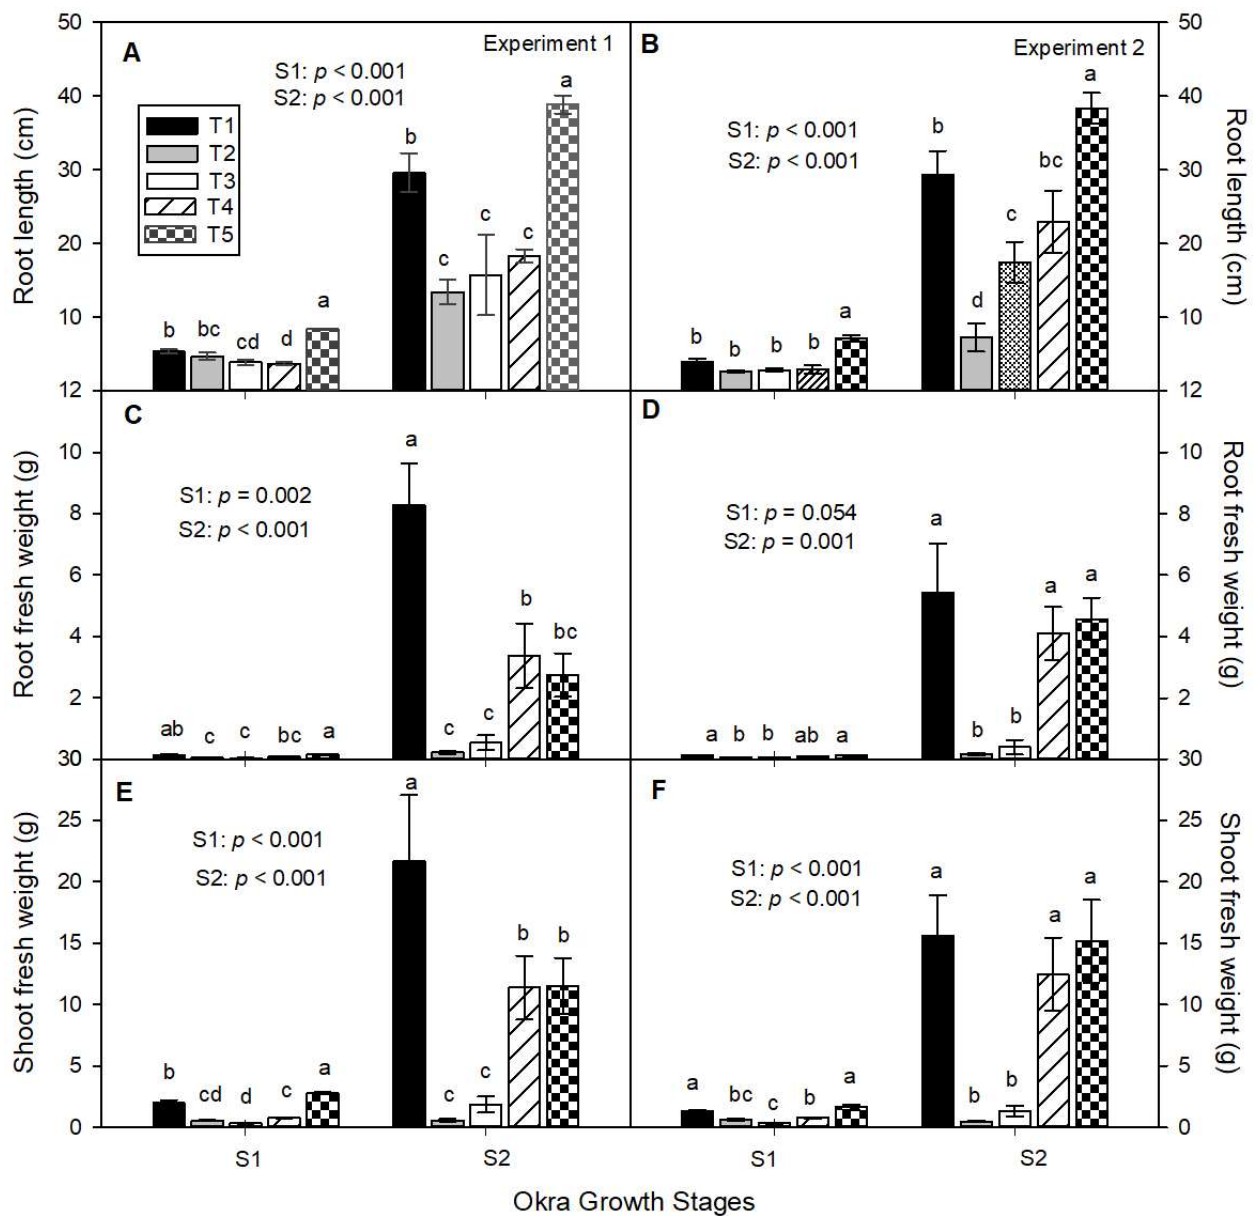 50
50
A
Experiment 1
B
Experiment 2
S1: p < 0.001
S2: p < 0.001
a
a
40
40
T1
T2
T3
T4
T5
b
b
S1: p < 0.001
S2: p < 0.001
30
30
c
c
c
bc
c
d
20
20
10
10
b
bc
cd
d
a
b
b
b
b
a
12
12
Root length (cm)
Root length (cm)
C
D
10
10
a
S1: p = 0.002
S2: p < 0.001
S1: p = 0.054
S2: p = 0.001
a
8
8
6
6
b
bc
a
a
4
4
2
2
ab
c
c
bc
a
c
c
a
b
b
ab
a
b
b
30
30
Root fresh weight (g)
Root fresh weight (g)
E
F
a
25
25
S1: p < 0.001
S2: p < 0.001
S1: p < 0.001
S2: p < 0.001
a
a
20
20
b
b
a
15
15
10
10
5
5
b
cd
d
c
a
c
c
a
bc
c
b
a
b
b
0
0
Shoot fresh weight (g)
Shoot fresh weight (g)
S1
S2
S1
S2
Okra Growth Stages